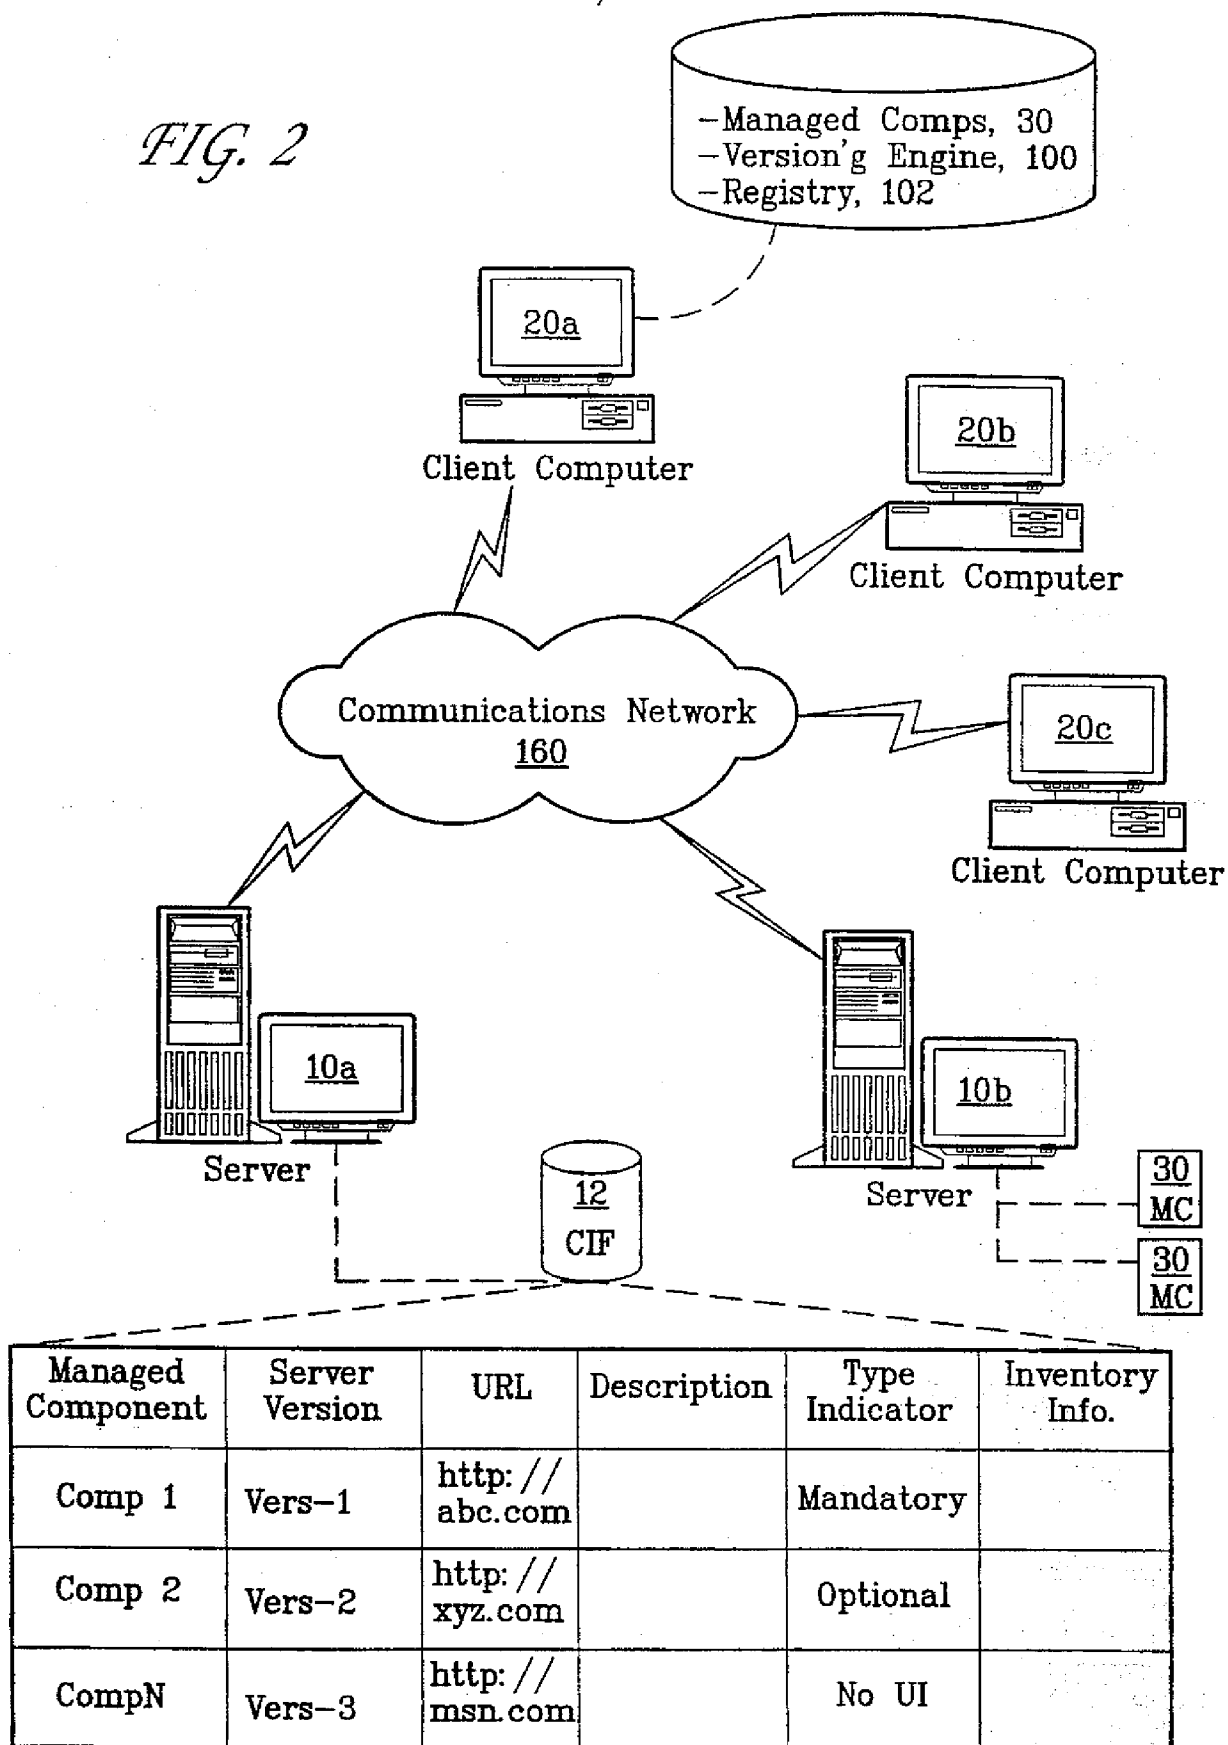 FIG. 2
-Managed Comps, 30
-Version'g Engine, 100
-Registry, 102
20a
Client Computer
20b
Client Computer
Communications Network
160
20c
Client Computer
10a
Server
10b
Server
12
CIF
30
MC
30
MC
Managed Component | Server Version | URL | Description | Type Indicator | Inventory Info.
Comp 1 | Vers-1 | http://abc.com | | Mandatory |
Comp 2 | Vers-2 | http://xyz.com | | Optional |
CompN | Vers-3 | http://msn.com | | No UI |